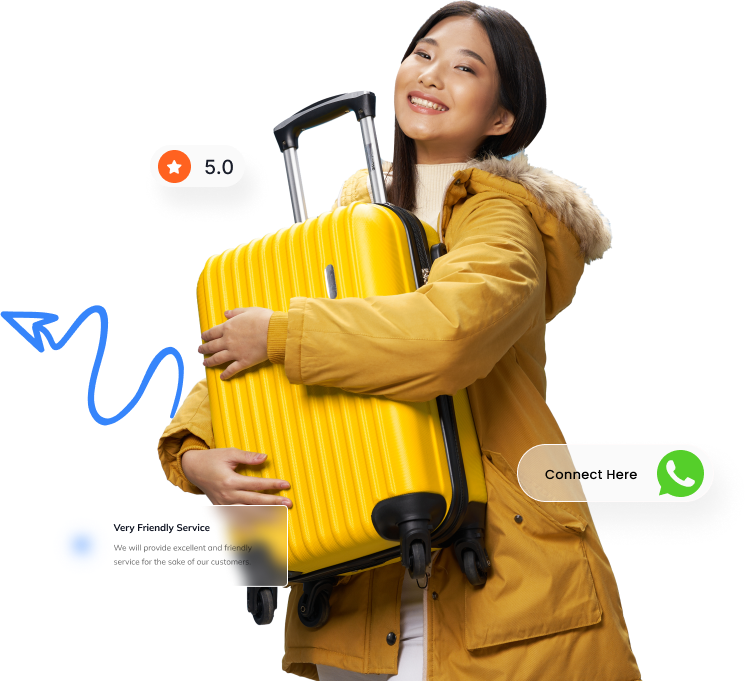 5.0
Connect Here
Very Friendly Service
We will provide excellent and friendly
service for the sake of our customers.